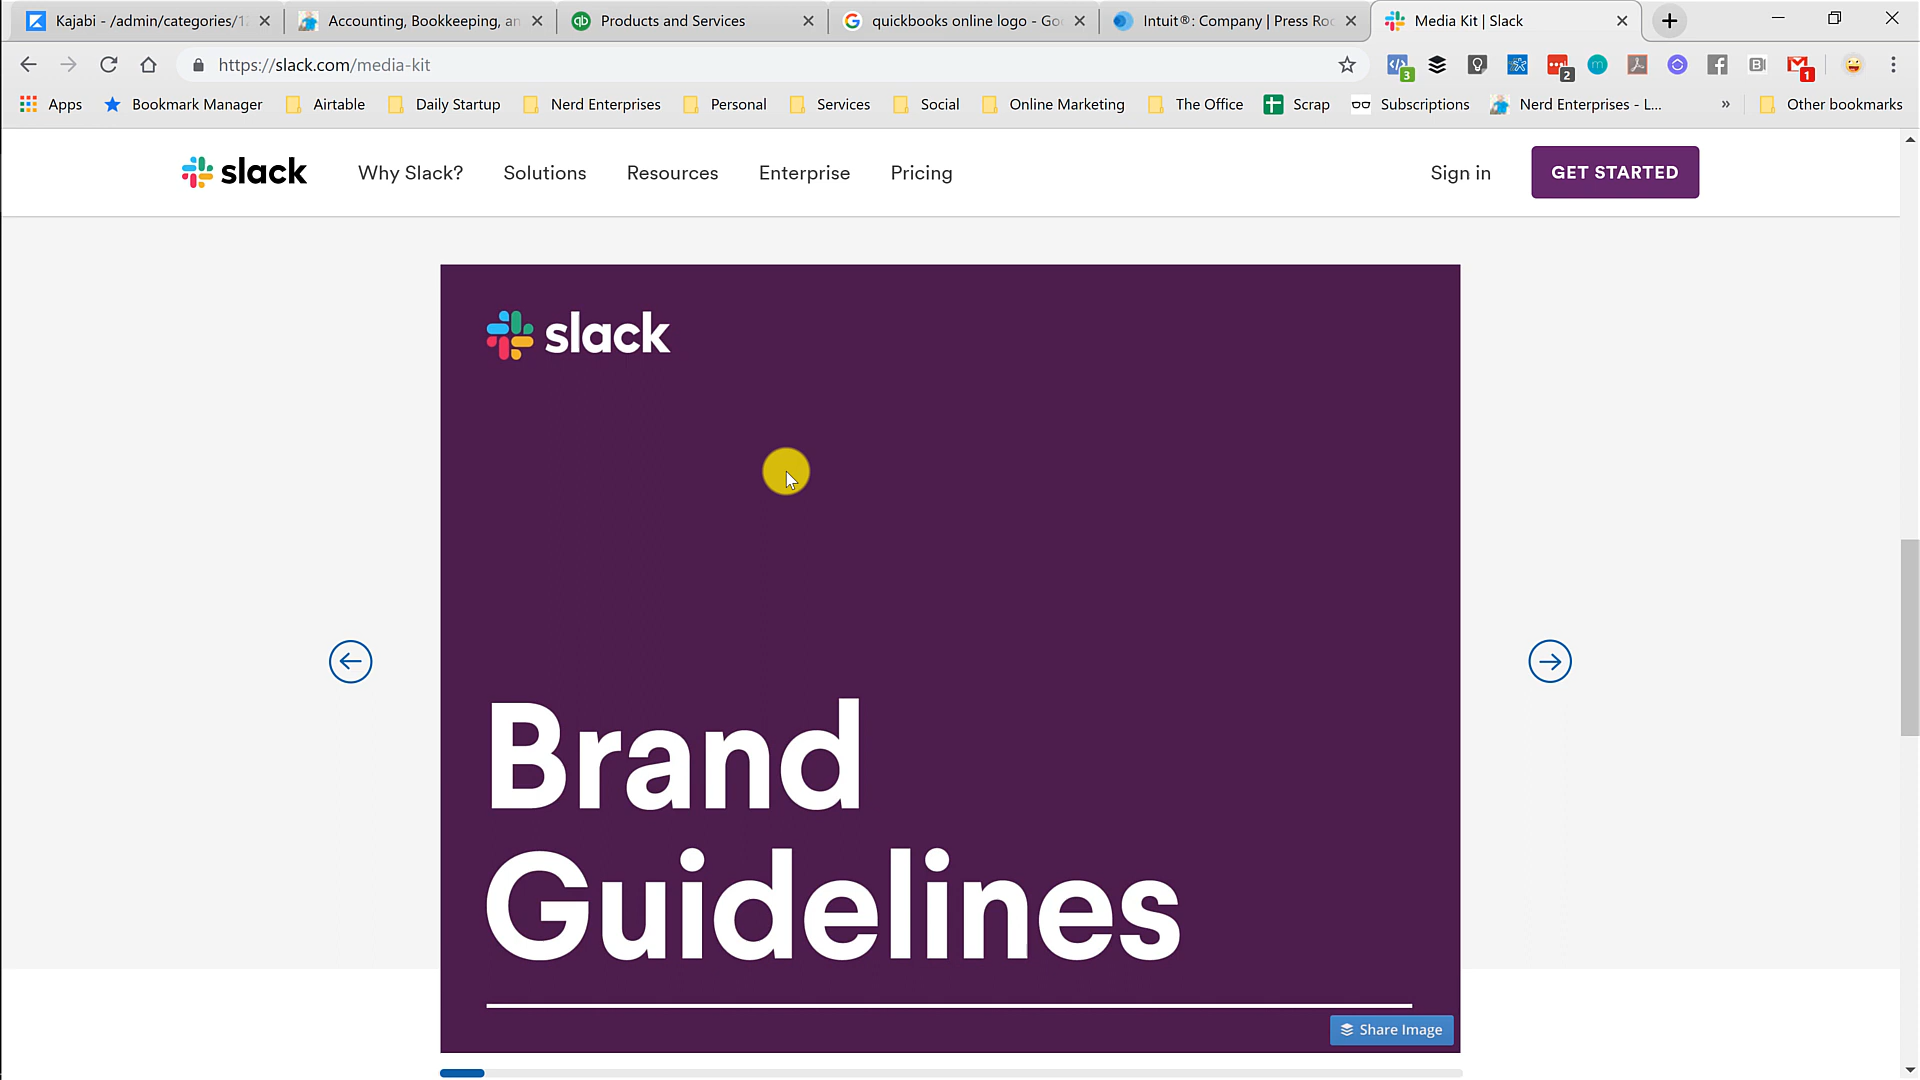 Kajabi - /admin/categories/12
Accounting, Bookkeeping, an
Products and Services
quickbooks online logo - Go
Intuit®: Company | Press Ro
Media Kit | Slack
https://slack.com/media-kit
3
2
1
Apps
Bookmark Manager
Airtable
Daily Startup
Nerd Enterprises
Personal
Services
Social
Online Marketing
The Office
Scrap
Subscriptions
Nerd Enterprises - L...
»
Other bookmarks
slack
Why Slack?
Solutions
Resources
Enterprise
Pricing
Sign in
GET STARTED
slack
Brand
Guidelines
Share Image